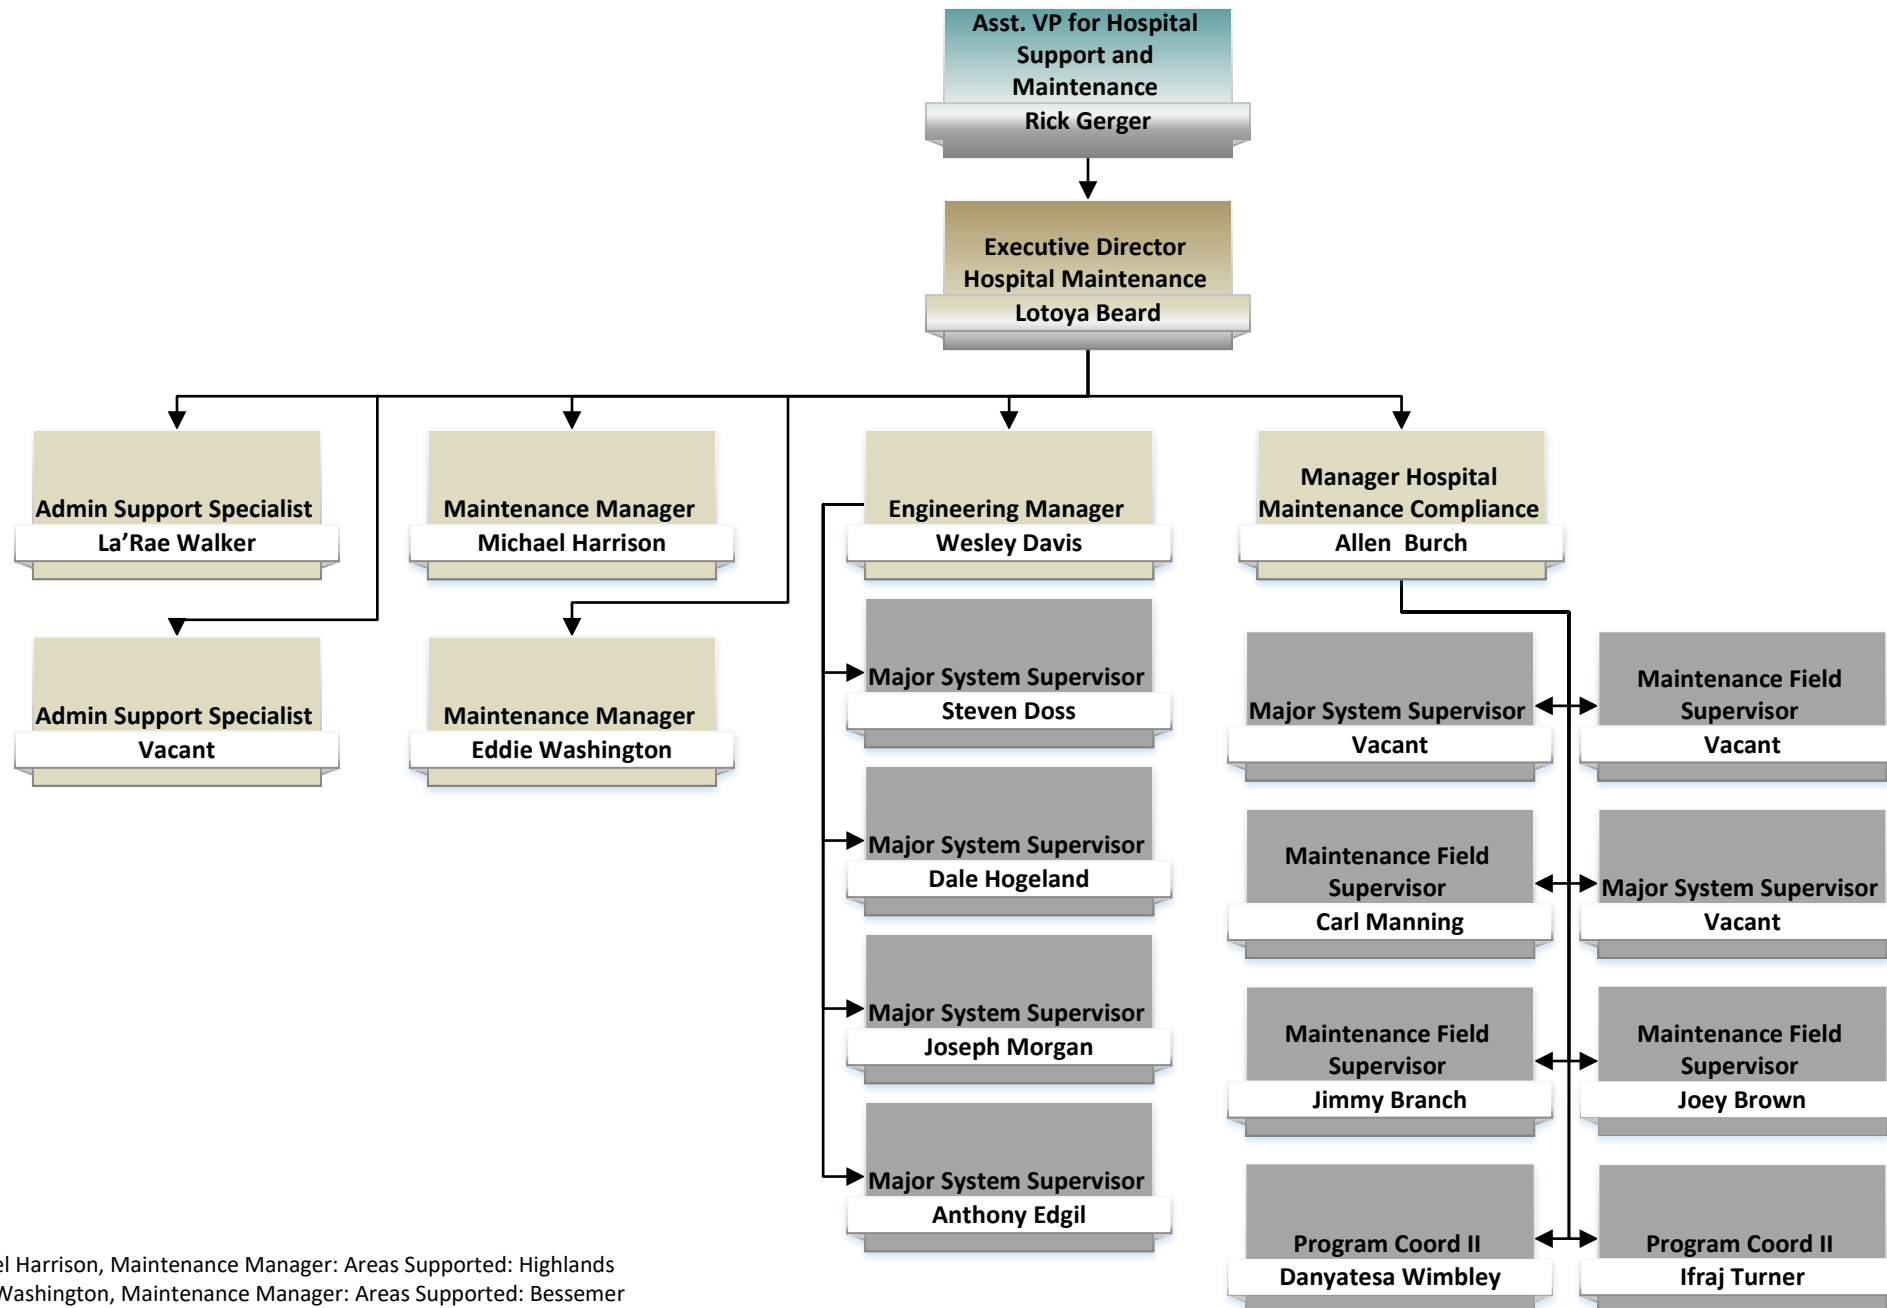 Asst. VP for Hospital
Support and
Maintenance
Rick Gerger
Executive Director
Hospital Maintenance
Lotoya Beard
Admin Support Specialist
La’Rae Walker
Maintenance Manager
Michael Harrison
Engineering Manager
Wesley Davis
Manager Hospital
Maintenance Compliance
Allen  Burch
Admin Support Specialist
Vacant
Maintenance Manager
Eddie Washington
Major System Supervisor
Steven Doss
Major System Supervisor
Dale Hogeland
Major System Supervisor
Joseph Morgan
Major System Supervisor
Anthony Edgil
Major System Supervisor
Vacant
Maintenance Field
Supervisor
Vacant
Maintenance Field
Supervisor
Carl Manning
Major System Supervisor
Vacant
Maintenance Field
Supervisor
Jimmy Branch
Maintenance Field
Supervisor
Joey Brown
Program Coord II
Danyatesa Wimbley
Program Coord II
Ifraj Turner
Harrison, Maintenance Manager: Areas Supported: Highlands
Washington, Maintenance Manager: Areas Supported: Bessemer